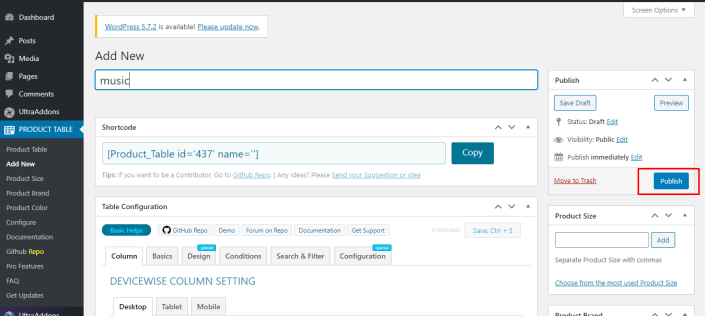 Screen Options ▼
Dashboard
Posts
Media
Pages
Comments
UltraAddons
PRODUCT TABLE
Product Table
Add New
Product Size
Product Brand
Product Color
Configure
Documentation
Github Repo
Pro Features
FAQ
Get Updates
UltraAddons
WordPress 5.7.2 is available! Please update now.
Add New
music
Shortcode
[Product_Table id='437' name='']
Copy
Tips: If you want to be a Contributor, Go to Github Repo. | Any Ideas? Please Send your Suggestion or Idea
Table Configuration
Basic Helps
GitHub Repo
Demo
Forum on Repo
Documentation
Get Support
Save: Ctrl + S
Column
Basics
Design
special
Conditions
Search & Filter
Configuration
special
DEVICEWISE COLUMN SETTING
Desktop
Tablet
Mobile
Publish
Save Draft
Preview
Status: Draft Edit
Visibility: Public Edit
Publish immediately Edit
Move to Trash
Publish
Product Size
Add
Separate Product Size with commas
Choose from the most used Product Size
Product Brand